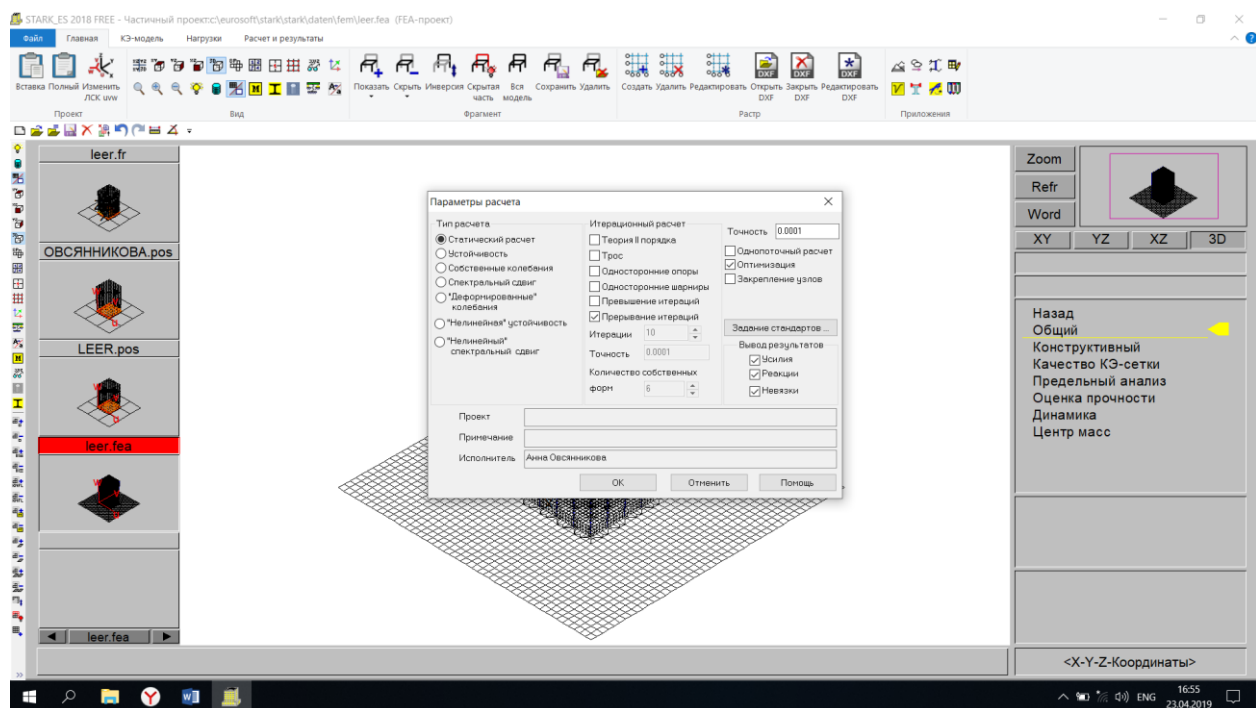 STARK_ES 2018 FREE - Частичный проект:c:\eurosoft\stark\stark\daten\fem\leer.fea (FEA-проект)
Файл Главная КЭ-модель Нагрузки Расчет и результаты
Вставка Полный Изменить ЛСК uvw
Показать Скрыть Инверсия Скрытая часть Вся модель Сохранить Удалить
Создать Удалить Редактировать Открыть DXF Закрыть DXF Редактировать DXF
Проект Вид Фрагмент Растр Приложения
leer.fr
ОВСЯННИКОВА.pos
LEER.pos
leer.fea
leer.fea
Параметры расчета
Тип расчета
Статический расчет
Устойчивость
Собственные колебания
Спектральный сдвиг
"Деформированные"
колебания
"Нелинейная" устойчивость
"Нелинейный"
спектральный сдвиг
Итерационный расчет
Теория II порядка
Трос
Односторонние опоры
Односторонние шарниры
Превышение итераций
Прерывание итераций
Итерации 10
Точность 0.0001
Количество собственных
форм 6
Точность 0.0001
Однопоточный расчет
Оптимизация
Закрепление узлов
Задание стандартов ...
Вывод результатов
Усилия
Реакции
Невязки
Проект
Примечание
Исполнитель Анна Овсянникова
OK Отменить Помощь
Zoom
Refr
Word
XY YZ XZ 3D
Назад
Общий
Конструктивный
Качество КЭ-сетки
Предельный анализ
Оценка прочности
Динамика
Центр масс
<X-Y-Z-Координаты>
ENG 16:55
23.04.2019